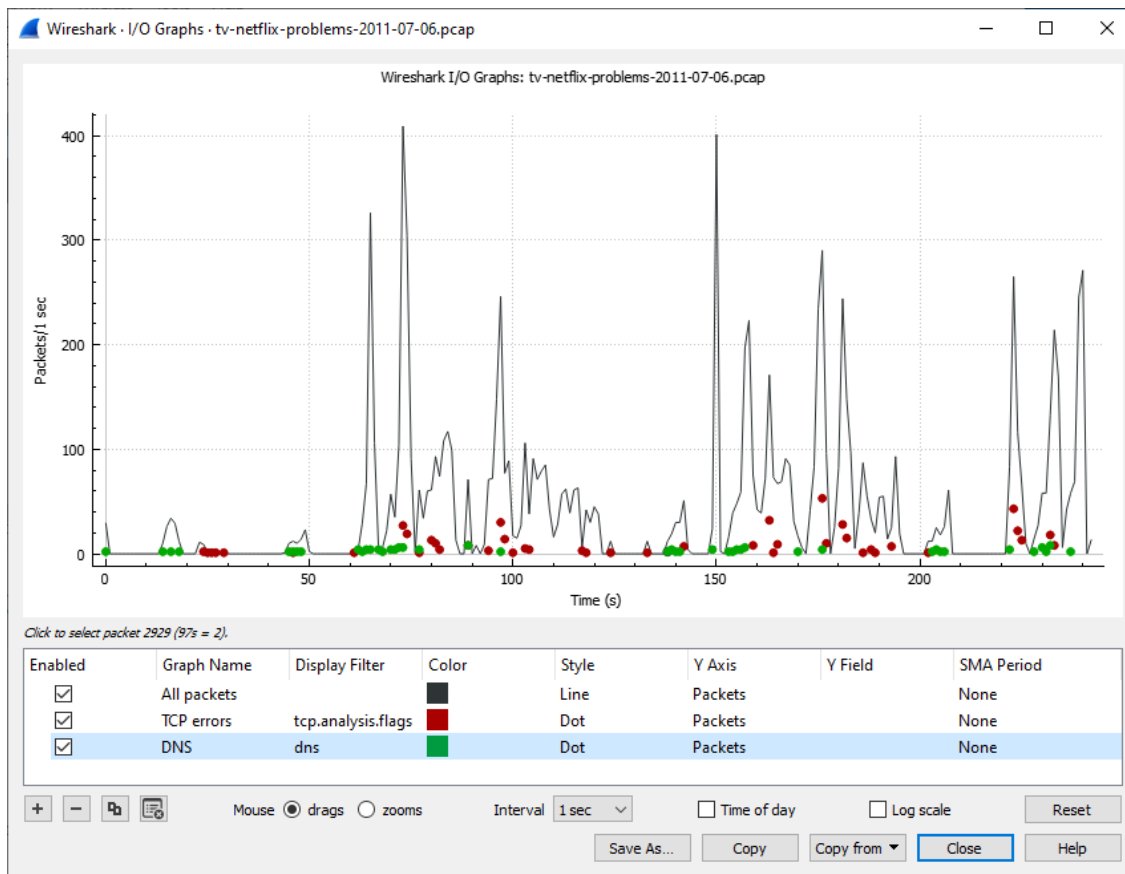 Wireshark · I/O Graphs · tv-netflix-problems-2011-07-06.pcap
Wireshark I/O Graphs: tv-netflix-problems-2011-07-06.pcap
400
300
200
100
0
Packets/1 sec
0 50 100 150 200
Time (s)
Click to select packet 2929 (97s = 2).
Enabled Graph Name Display Filter Color Style Y Axis Y Field SMA Period
All packets Line Packets None
TCP errors tcp.analysis.flags Dot Packets None
DNS dns Dot Packets None
+ − Mouse drags zooms Interval 1 sec Time of day Log scale Reset
Save As... Copy Copy from Close Help